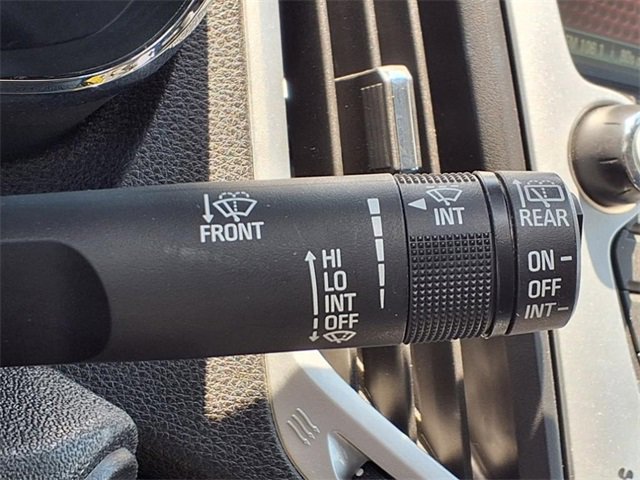 FRONT
HI
LO
INT
OFF
INT
REAR
ON
OFF
INT